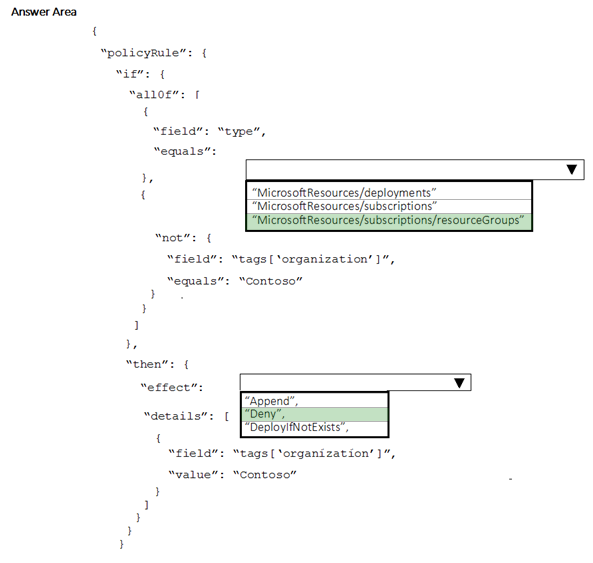 Answer Area
{
“policyRule”: {
“if”: {
“allOf”: [
{
“field”: “type”,
“equals”:
},
“MicrosoftResources/deployments”
“MicrosoftResources/subscriptions”
“MicrosoftResources/subscriptions/resourceGroups”
{
“not”: {
“field”: “tags[‘organization’]”,
“equals”: “Contoso”
}
}
]
},
“then”: {
“effect”:
“Append”,
“Deny”,
“DeployIfNotExists”,
“details”: [
{
“field”: “tags[‘organization’]”,
“value”: “Contoso”
}
]
}
}
}